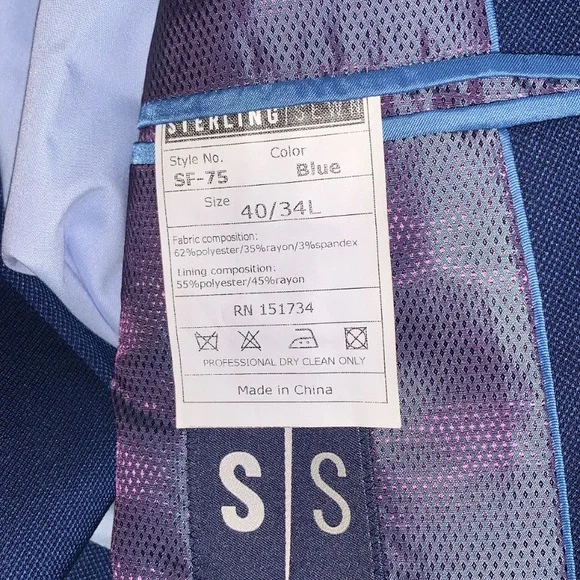 STERLING
Style No. Color
SF-75 Blue
Size 40/34L
Fabric composition:
62%polyester/35%rayon/3%spandex
Lining composition:
55%polyester/45%rayon
RN 151734
PROFESSIONAL DRY CLEAN ONLY
Made in China
S S